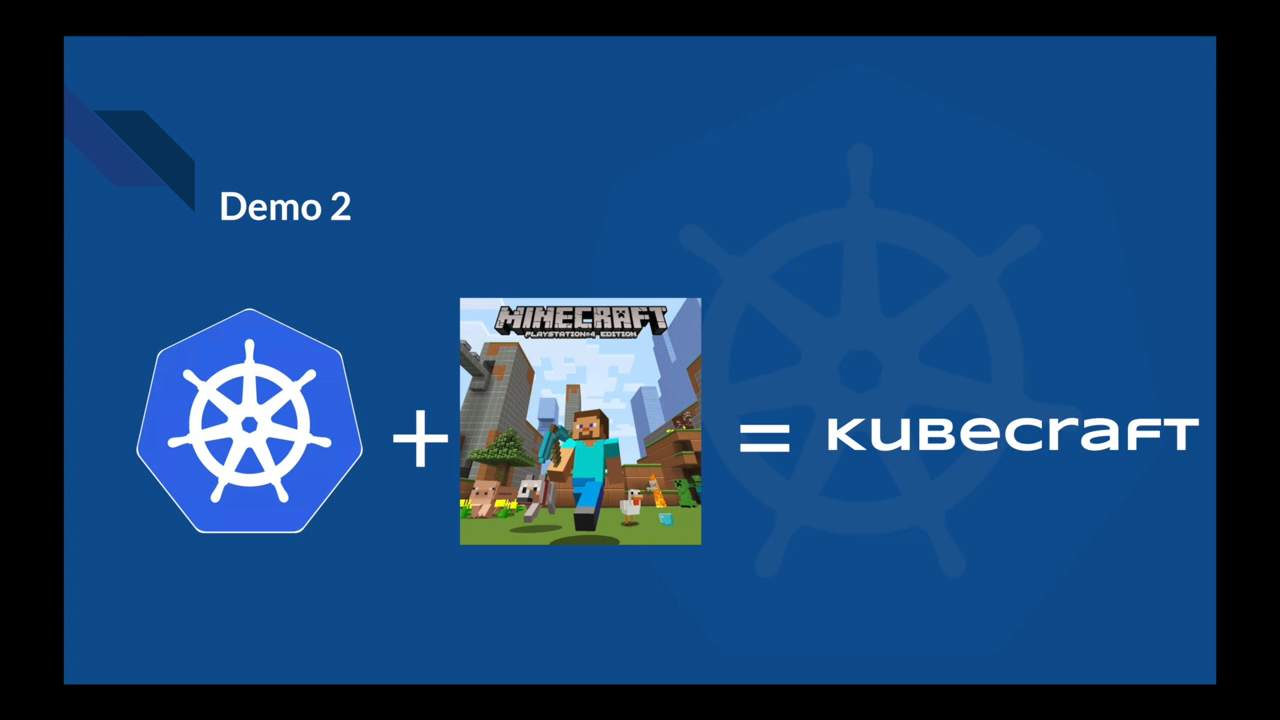 Demo 2
MINECRAFT
PLAYSTATION®4 EDITION
+
= KUBECRAFT